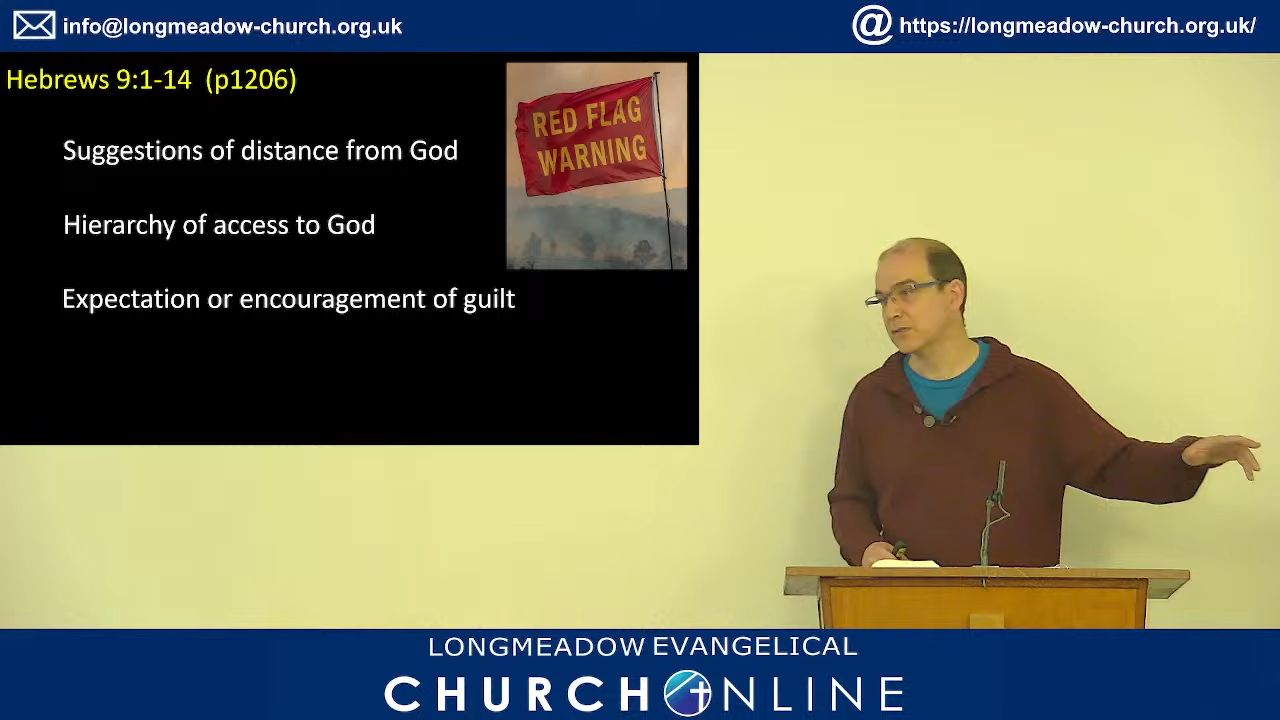 info@longmeadow-church.org.uk
@ https://longmeadow-church.org.uk/
Hebrews 9:1-14 (p1206)
RED FLAG
WARNING
Suggestions of distance from God
Hierarchy of access to God
Expectation or encouragement of guilt
LONGMEADOW EVANGELICAL
CHURCH ONLINE